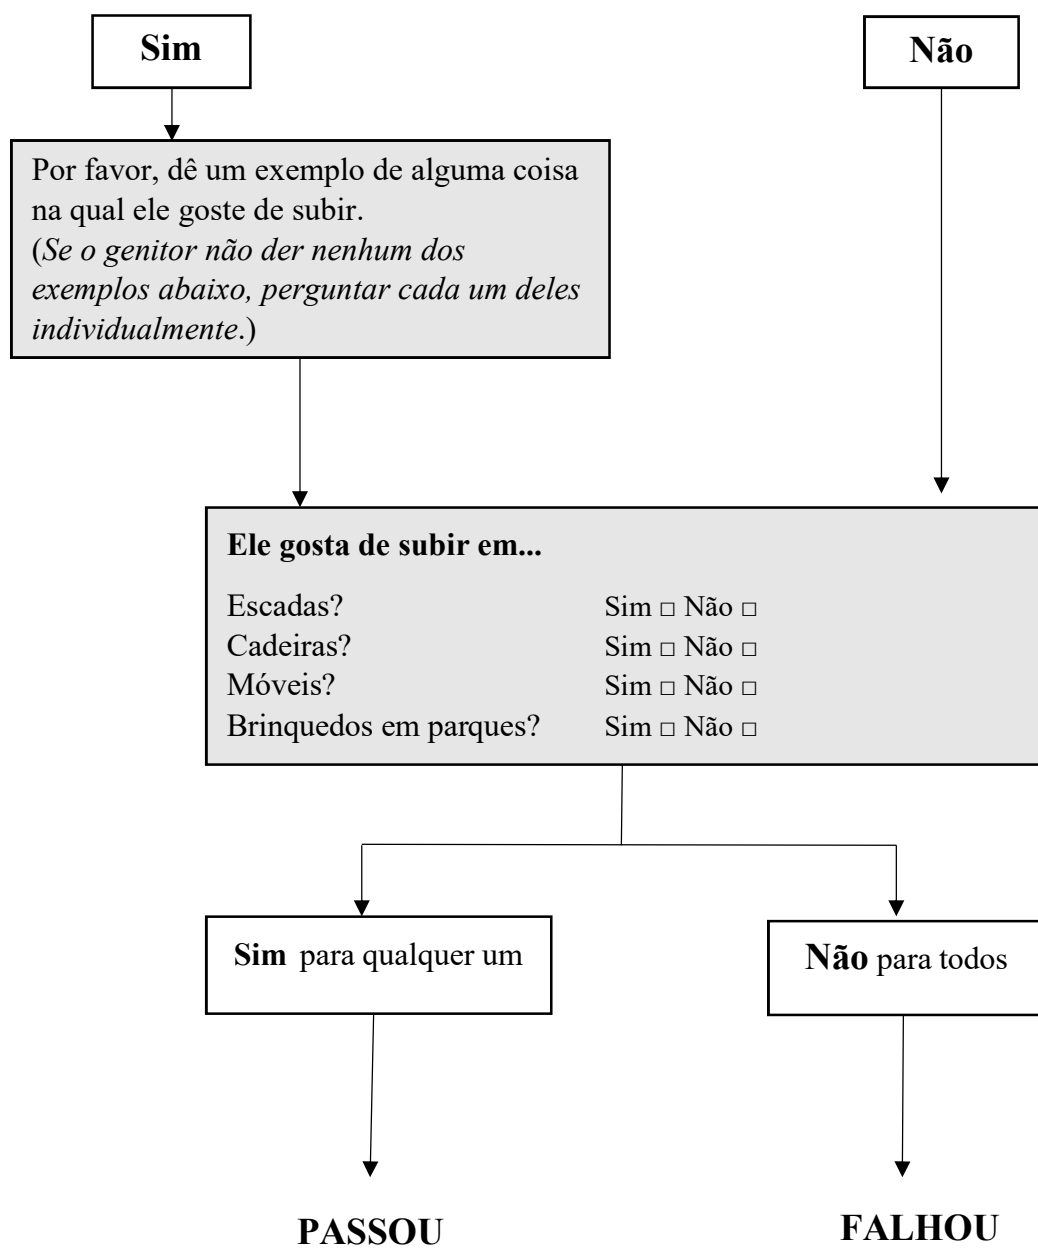 Sim
Não
Por favor, dê um exemplo de alguma coisa
na qual ele goste de subir.
(Se o genitor não der nenhum dos
exemplos abaixo, perguntar cada um deles
individualmente.)
Ele gosta de subir em...
Escadas? Sim □ Não □
Cadeiras? Sim □ Não □
Móveis? Sim □ Não □
Brinquedos em parques? Sim □ Não □
Sim para qualquer um
Não para todos
PASSOU
FALHOU